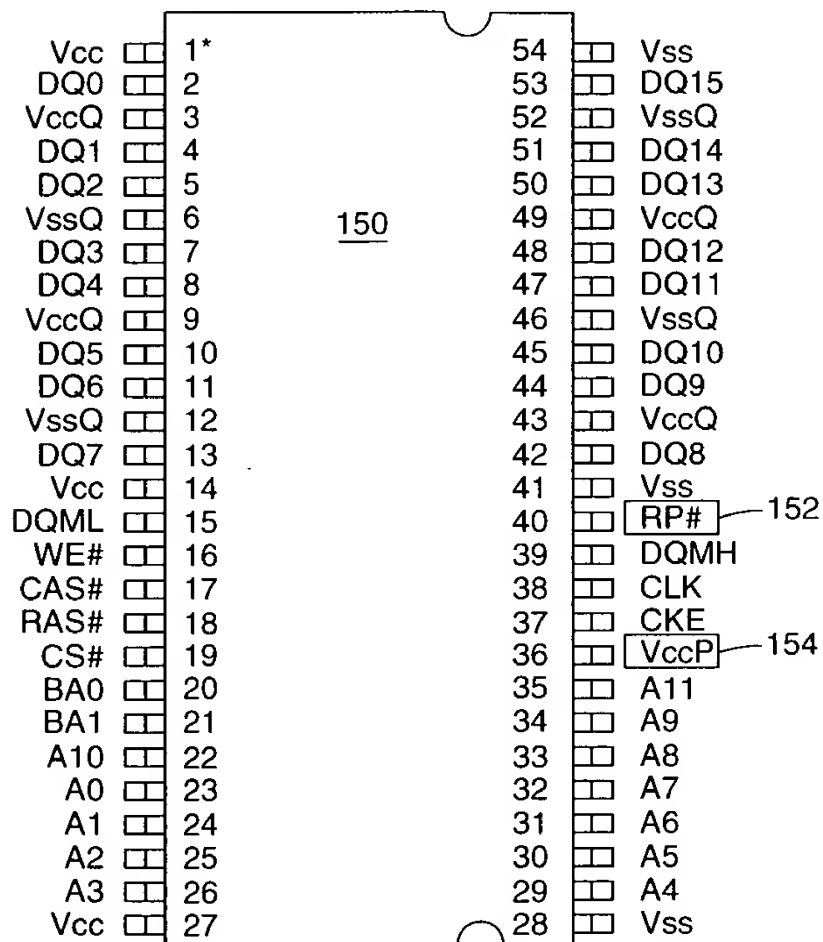 Vcc 1* 54 Vss
DQ0 2 53 DQ15
VccQ 3 52 VssQ
DQ1 4 51 DQ14
DQ2 5 50 DQ13
VssQ 6 150 49 VccQ
DQ3 7 48 DQ12
DQ4 8 47 DQ11
VccQ 9 46 VssQ
DQ5 10 45 DQ10
DQ6 11 44 DQ9
VssQ 12 43 VccQ
DQ7 13 42 DQ8
Vcc 14 41 Vss
DQML 15 40 RP# 152
WE# 16 39 DQMH
CAS# 17 38 CLK
RAS# 18 37 CKE
CS# 19 36 VccP 154
BA0 20 35 A11
BA1 21 34 A9
A10 22 33 A8
A0 23 32 A7
A1 24 31 A6
A2 25 30 A5
A3 26 29 A4
Vcc 27 28 Vss